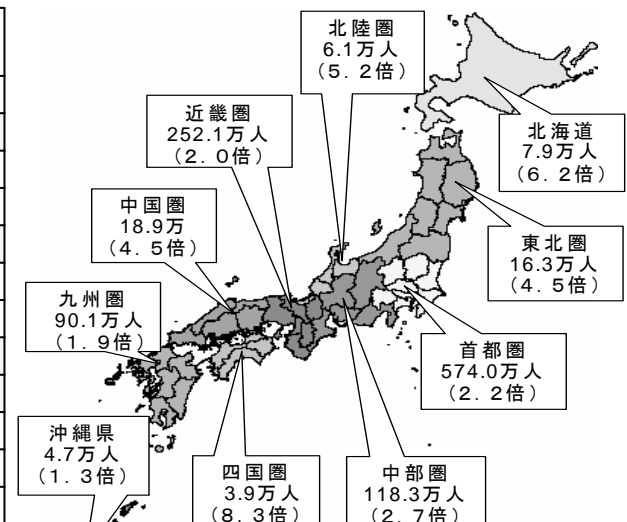 北陸圏
6.1万人
（5.2倍）
近畿圏
252.1万人
（2.0倍）
北海道
7.9万人
（6.2倍）
中国圏
18.9万
（4.5倍）
東北圏
16.3万人
（4.5倍）
九州圏
90.1万人
（1.9倍）
首都圏
574.0万人
（2.2倍）
沖縄県
4.7万人
（1.3倍）
四国圏
3.9万人
（8.3倍）
中部圏
118.3万人
（2.7倍）